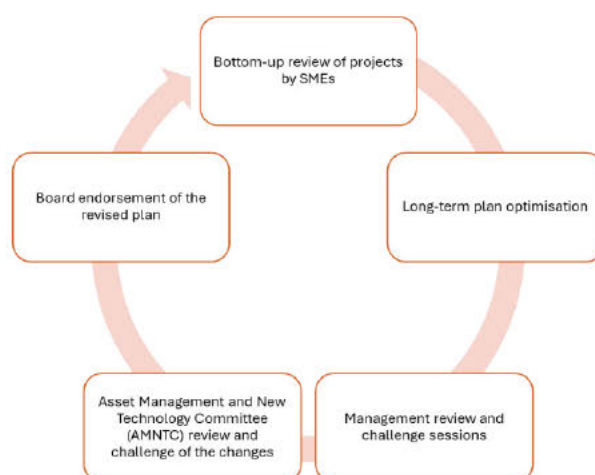 Bottom-up review of projects
by SMEs
Long-term plan optimisation
Management review and
challenge sessions
Asset Management and New
Technology Committee
(AMNTC) review and
challenge of the changes
Board endorsement of the
revised plan